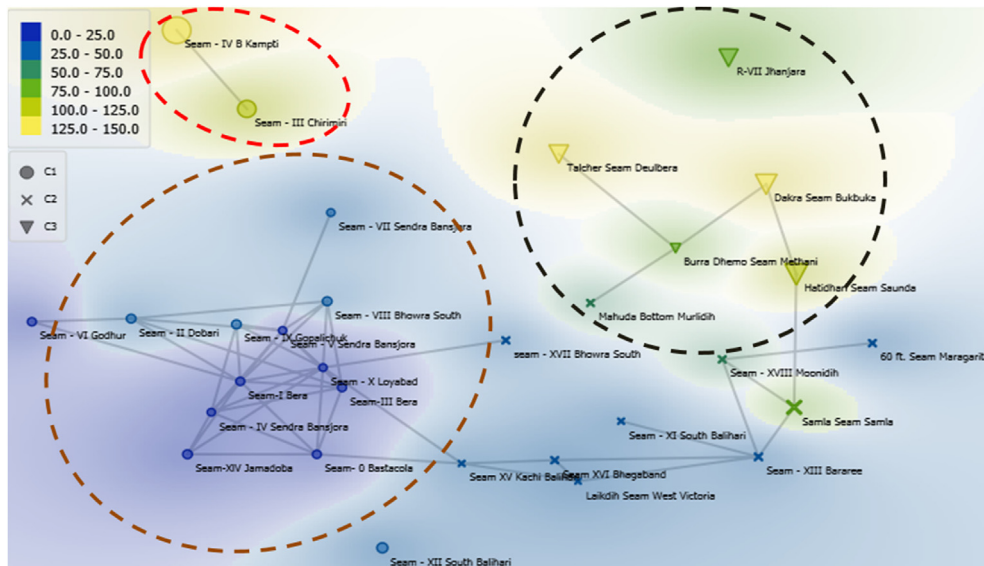 0.0 - 25.0
25.0 - 50.0
50.0 - 75.0
75.0 - 100.0
100.0 - 125.0
125.0 - 150.0
C1
C2
C3
Seam - IV B Kampti
R-VII Jhanjara
Seam - III Chirimiri
Talcher Seam Deulbera
Dakra Seam Bukbuka
Seam - VII Sendra Bansjora
Burra Dhemo Seam Methani
Hatidhari Seam Saunda
Mahuda Bottom Murlidih
Seam - VIII Bhowra South
Seam - VI Godhur
Seam - II Dobari
Seam - IX Gopalichuk
Seam - V Sendra Bansjora
seam - XVII Bhowra South
60 ft. Seam Maragarit
Seam - XVIII Moonidih
Seam - X Loyabad
Seam-I Bera
Seam-III Bera
Samla Seam Samla
Seam - IV Sendra Bansjora
Seam - XI South Balihari
Seam-XIV Jamadoba
Seam- 0 Bastacola
Seam XV Kachi Balihari
Seam XVI Bhagaband
Seam - XIII Bararee
Laikdih Seam West Victoria
Seam - XII South Balihari